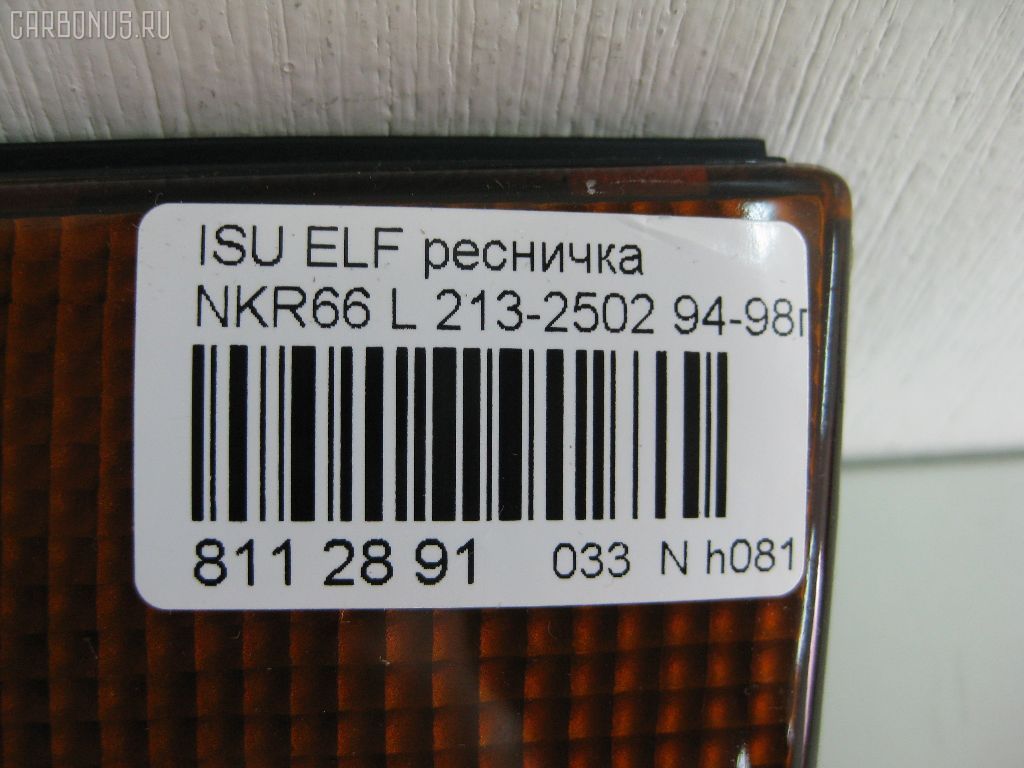 CARBONUS.RU
ISU ELF ресничка
NKR66 L 213-2502 94-98г
811 28 91 033 N h081